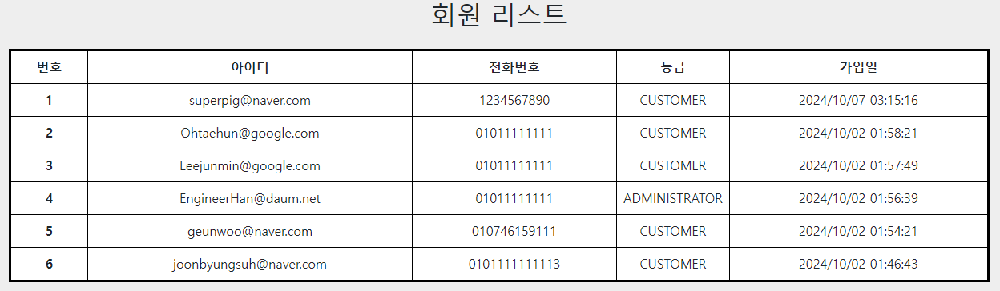 회원 리스트
번호 아이디 전화번호 등급 가입일
1 superpig@naver.com 1234567890 CUSTOMER 2024/10/07 03:15:16
2 Ohtaehun@google.com 01011111111 CUSTOMER 2024/10/02 01:58:21
3 Leejunmin@google.com 01011111111 CUSTOMER 2024/10/02 01:57:49
4 EngineerHan@daum.net 01011111111 ADMINISTRATOR 2024/10/02 01:56:39
5 geunwoo@naver.com 010746159111 CUSTOMER 2024/10/02 01:54:21
6 joonbyungsuh@naver.com 0101111111113 CUSTOMER 2024/10/02 01:46:43